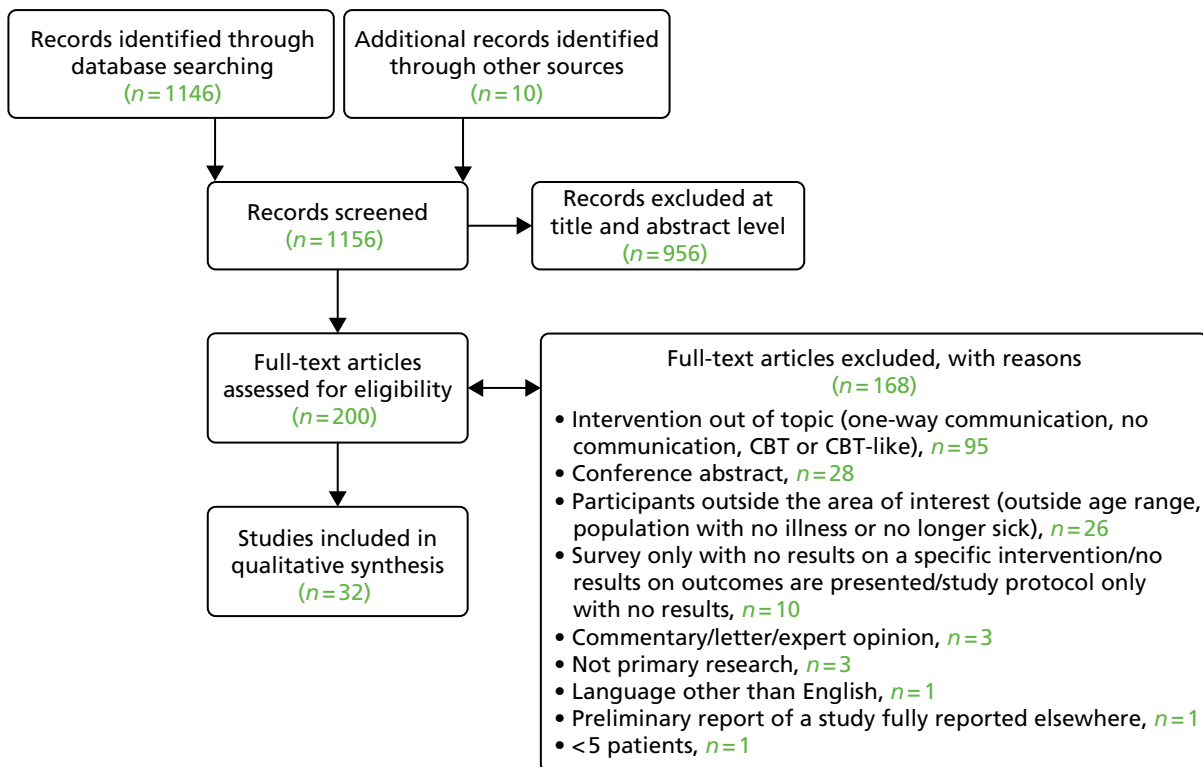 Records identified through
database searching
(n=1146)
Additional records identified
through other sources
(n=10)
Records screened
(n=1156)
Records excluded at
title and abstract level
(n=956)
Full-text articles
assessed for eligibility
(n=200)
Full-text articles excluded, with reasons
(n=168)
• Intervention out of topic (one-way communication, no
communication, CBT or CBT-like), n=95
• Conference abstract, n=28
• Participants outside the area of interest (outside age range,
population with no illness or no longer sick), n=26
• Survey only with no results on a specific intervention/no
results on outcomes are presented/study protocol only
with no results, n=10
• Commentary/letter/expert opinion, n=3
• Not primary research, n=3
• Language other than English, n=1
• Preliminary report of a study fully reported elsewhere, n=1
• <5 patients, n=1
Studies included in
qualitative synthesis
(n=32)